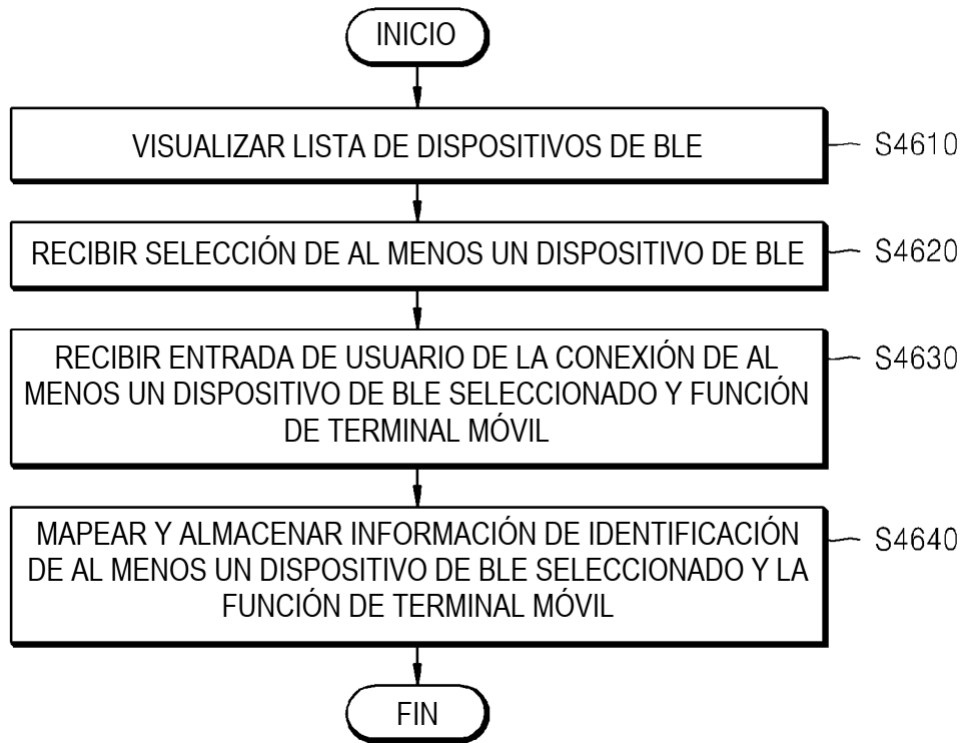 INICIO
VISUALIZAR LISTA DE DISPOSITIVOS DE BLE
S4610
RECIBIR SELECCIÓN DE AL MENOS UN DISPOSITIVO DE BLE
S4620
RECIBIR ENTRADA DE USUARIO DE LA CONEXIÓN DE AL
MENOS UN DISPOSITIVO DE BLE SELECCIONADO Y FUNCIÓN
DE TERMINAL MÓVIL
S4630
MAPEAR Y ALMACENAR INFORMACIÓN DE IDENTIFICACIÓN
DE AL MENOS UN DISPOSITIVO DE BLE SELECCIONADO Y LA
FUNCIÓN DE TERMINAL MÓVIL
S4640
FIN